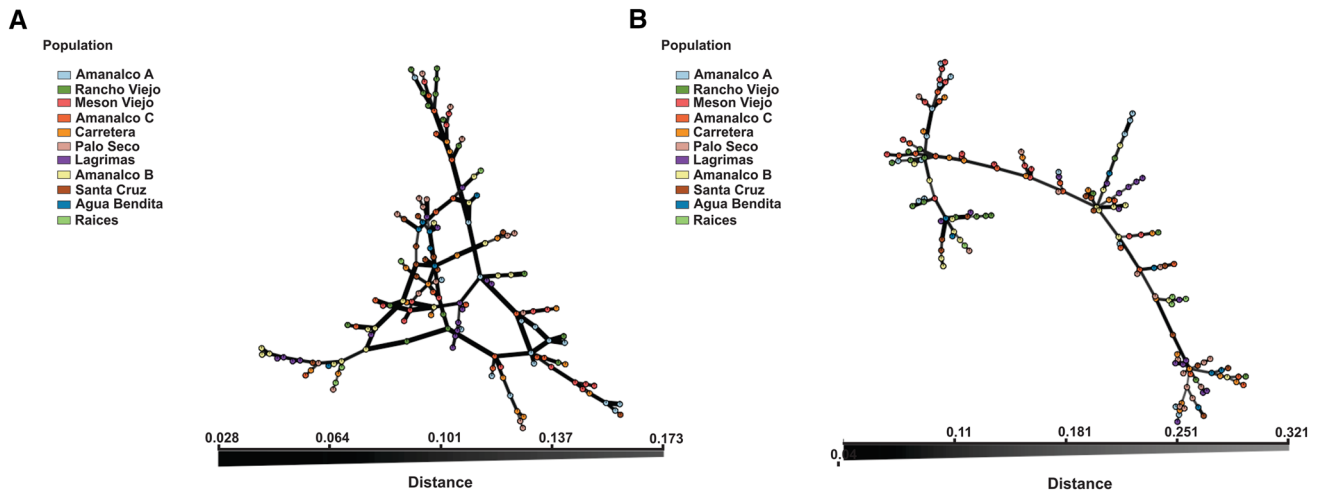 A
Population
Amanalco A
Rancho Viejo
Meson Viejo
Amanalco C
Carretera
Palo Seco
Lagrimas
Amanalco B
Santa Cruz
Agua Bendita
Raices
0.028 0.064 0.101 0.137 0.173
Distance
B
Population
Amanalco A
Rancho Viejo
Meson Viejo
Amanalco C
Carretera
Palo Seco
Lagrimas
Amanalco B
Santa Cruz
Agua Bendita
Raices
0.04 0.11 0.181 0.251 0.321
Distance